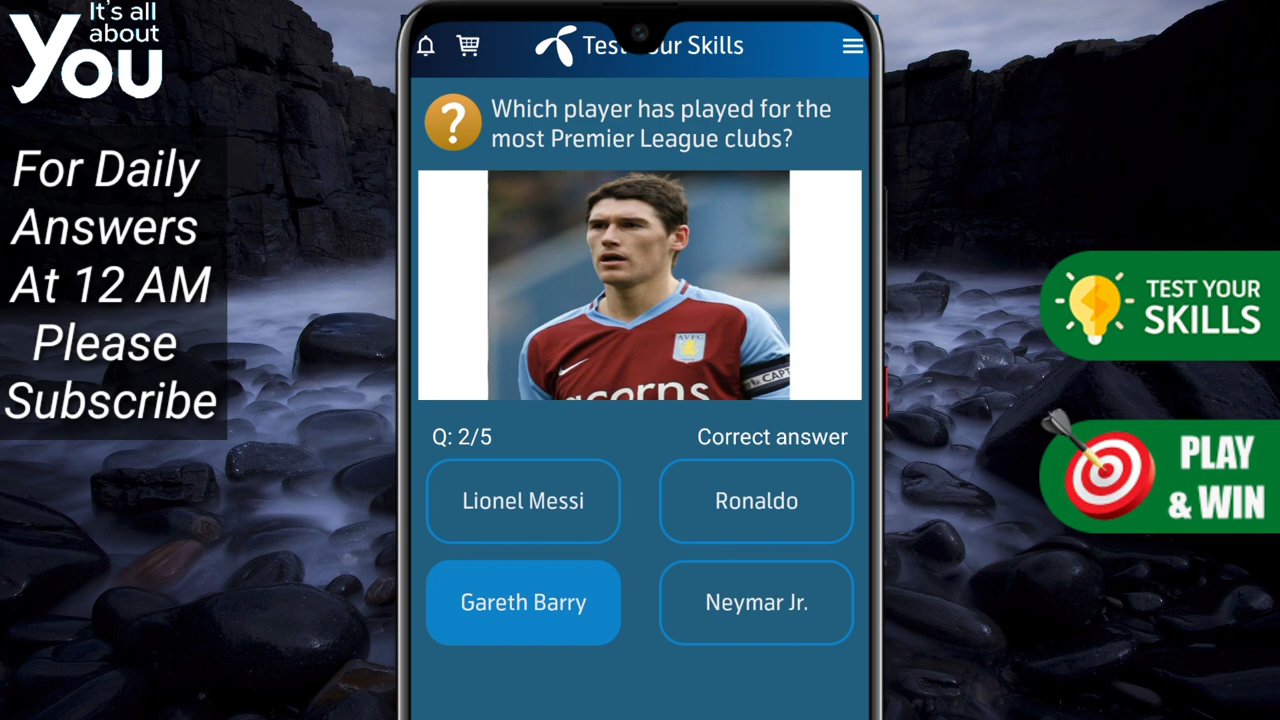 It's all
about
You
For Daily
Answers
At 12 AM
Please
Subscribe
Which player has played for the
most Premier League clubs?
AVFC
acorns
CAPT
Q: 2/5
Correct answer
Lionel Messi
Ronaldo
Gareth Barry
Neymar Jr.
Your Skills
TEST YOUR
SKILLS
PLAY
& WIN